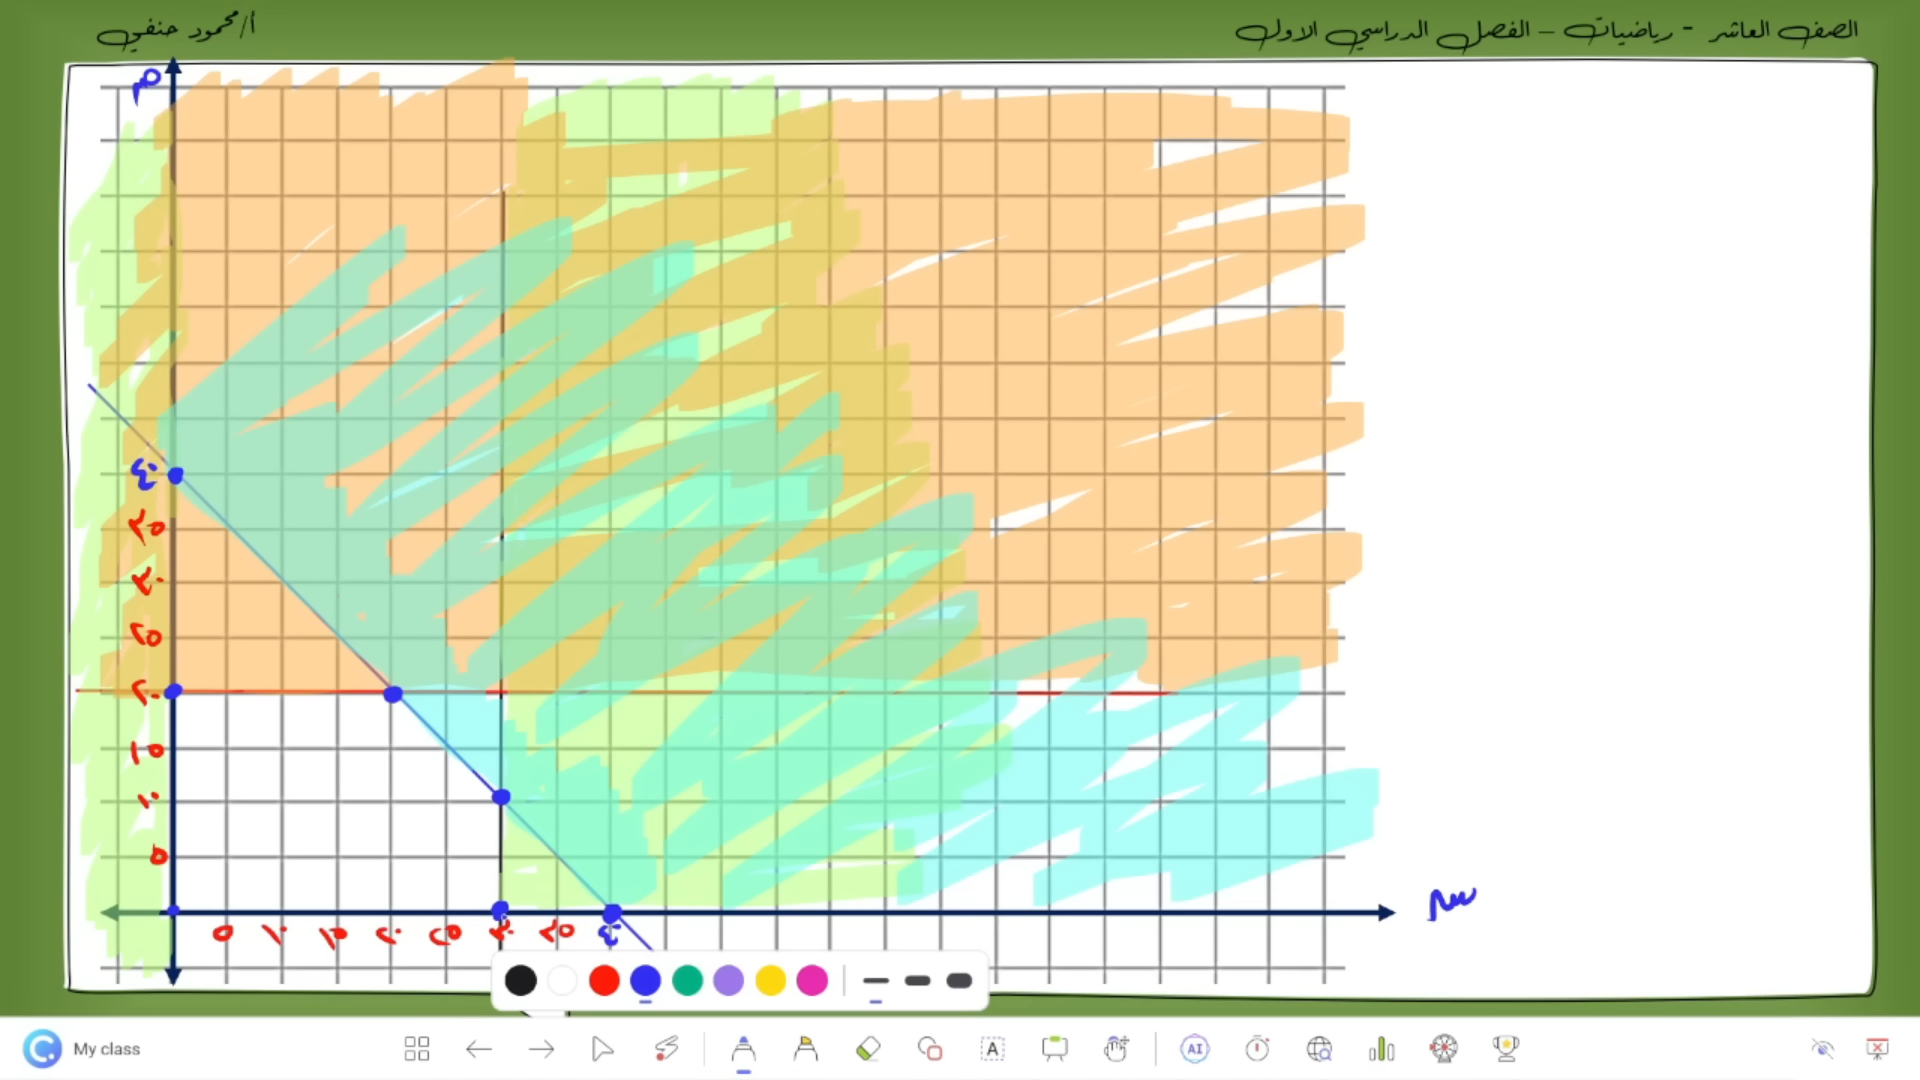 الصف العاشر - رياضيات – الفصل الدراسي الاول
أ/محمود حنفي
م
٤٠
٣٥
٣٠
٢٥
٢٠
١٥
١٠
٥
س
٥ ١٠ ١٥ ٢٠ ٢٥ ٣٠ ٣٥ ٤٠
A
AI
My class